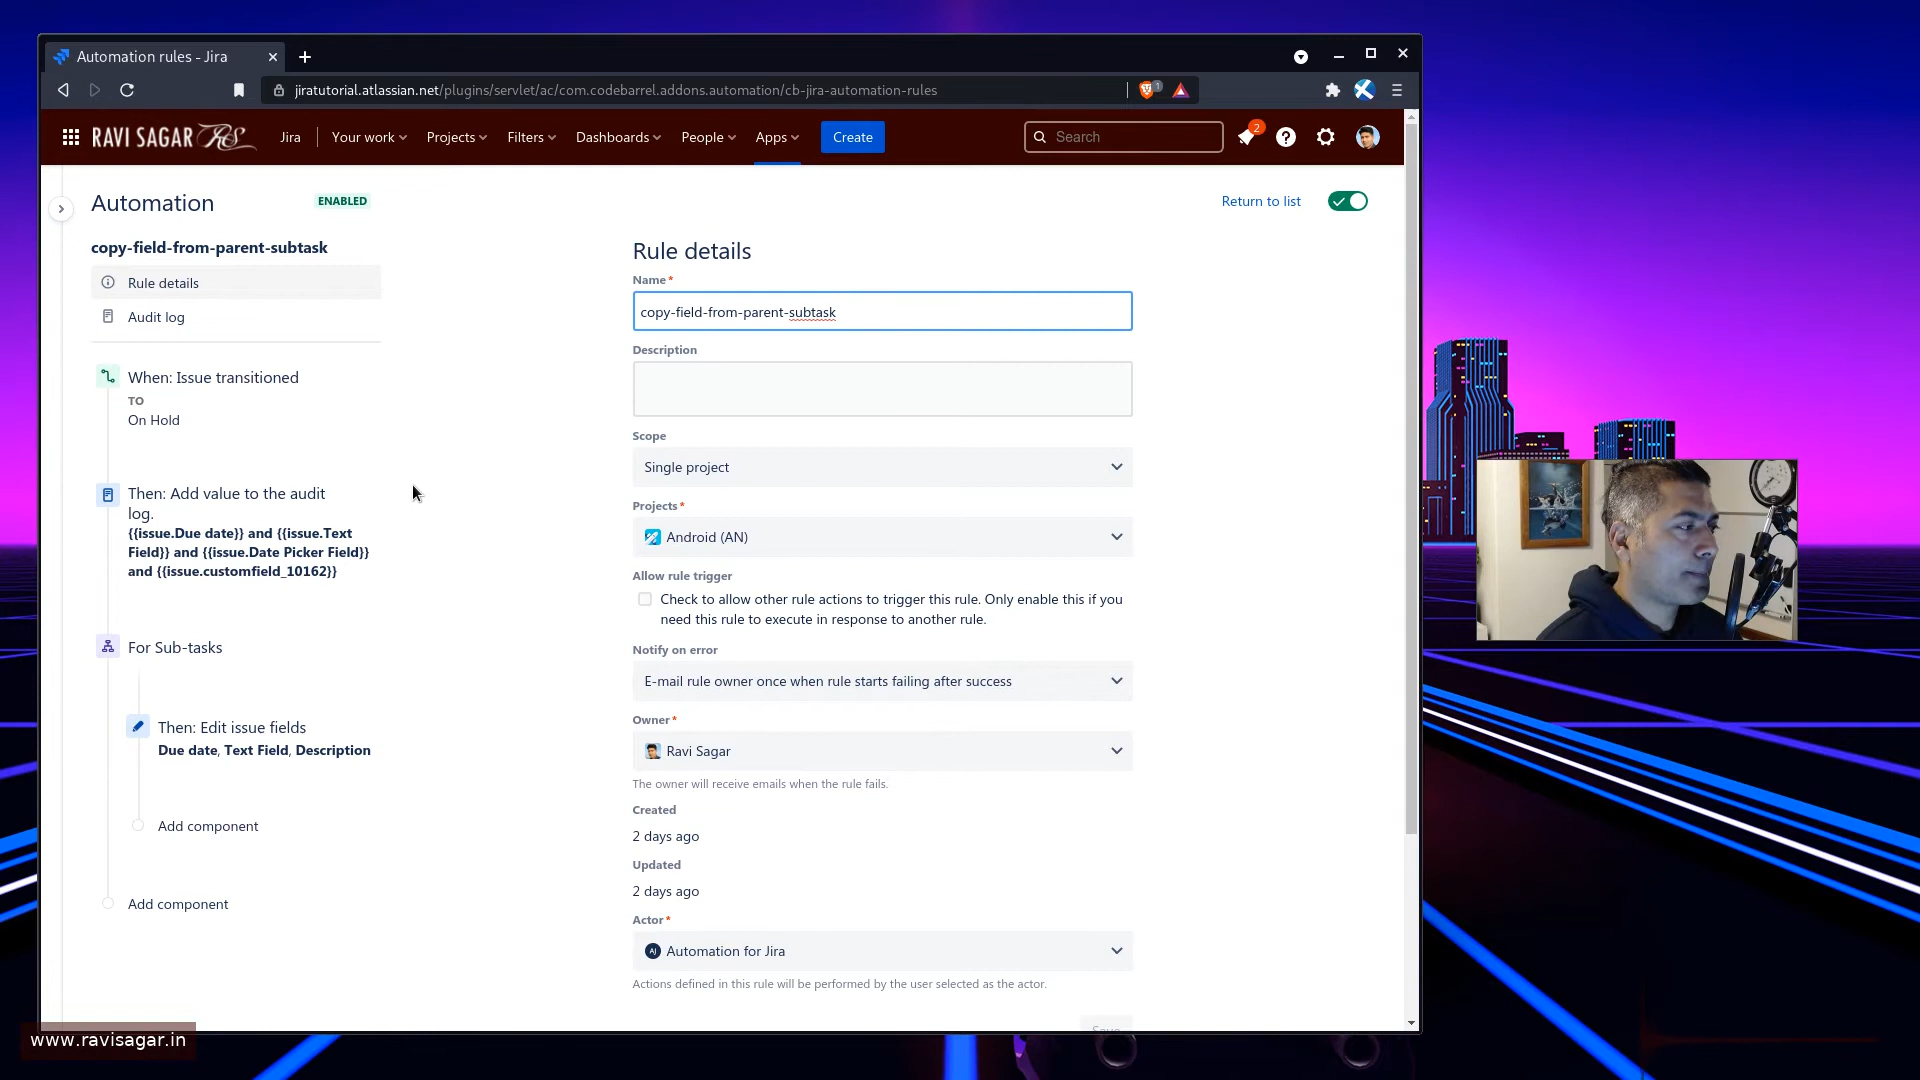 Automation rules - Jira
jiratutorial.atlassian.net/plugins/servlet/ac/com.codebarrel.addons.automation/cb-jira-automation-rules
1
RAVI SAGAR RS
Jira
Your work
Projects
Filters
Dashboards
People
Apps
Create
Search
2
Automation
ENABLED
Return to list
copy-field-from-parent-subtask
Rule details
Audit log
When: Issue transitioned
TO
On Hold
Then: Add value to the audit
log.
{{issue.Due date}} and {{issue.Text
Field}} and {{issue.Date Picker Field}}
and {{issue.customfield_10162}}
For Sub-tasks
Then: Edit issue fields
Due date, Text Field, Description
Add component
Add component
Rule details
Name*
copy-field-from-parent-subtask
Description
Scope
Single project
Projects*
Android (AN)
Allow rule trigger
Check to allow other rule actions to trigger this rule. Only enable this if you
need this rule to execute in response to another rule.
Notify on error
E-mail rule owner once when rule starts failing after success
Owner*
Ravi Sagar
The owner will receive emails when the rule fails.
Created
2 days ago
Updated
2 days ago
Actor*
AJ Automation for Jira
Actions defined in this rule will be performed by the user selected as the actor.
Save
www.ravisagar.in